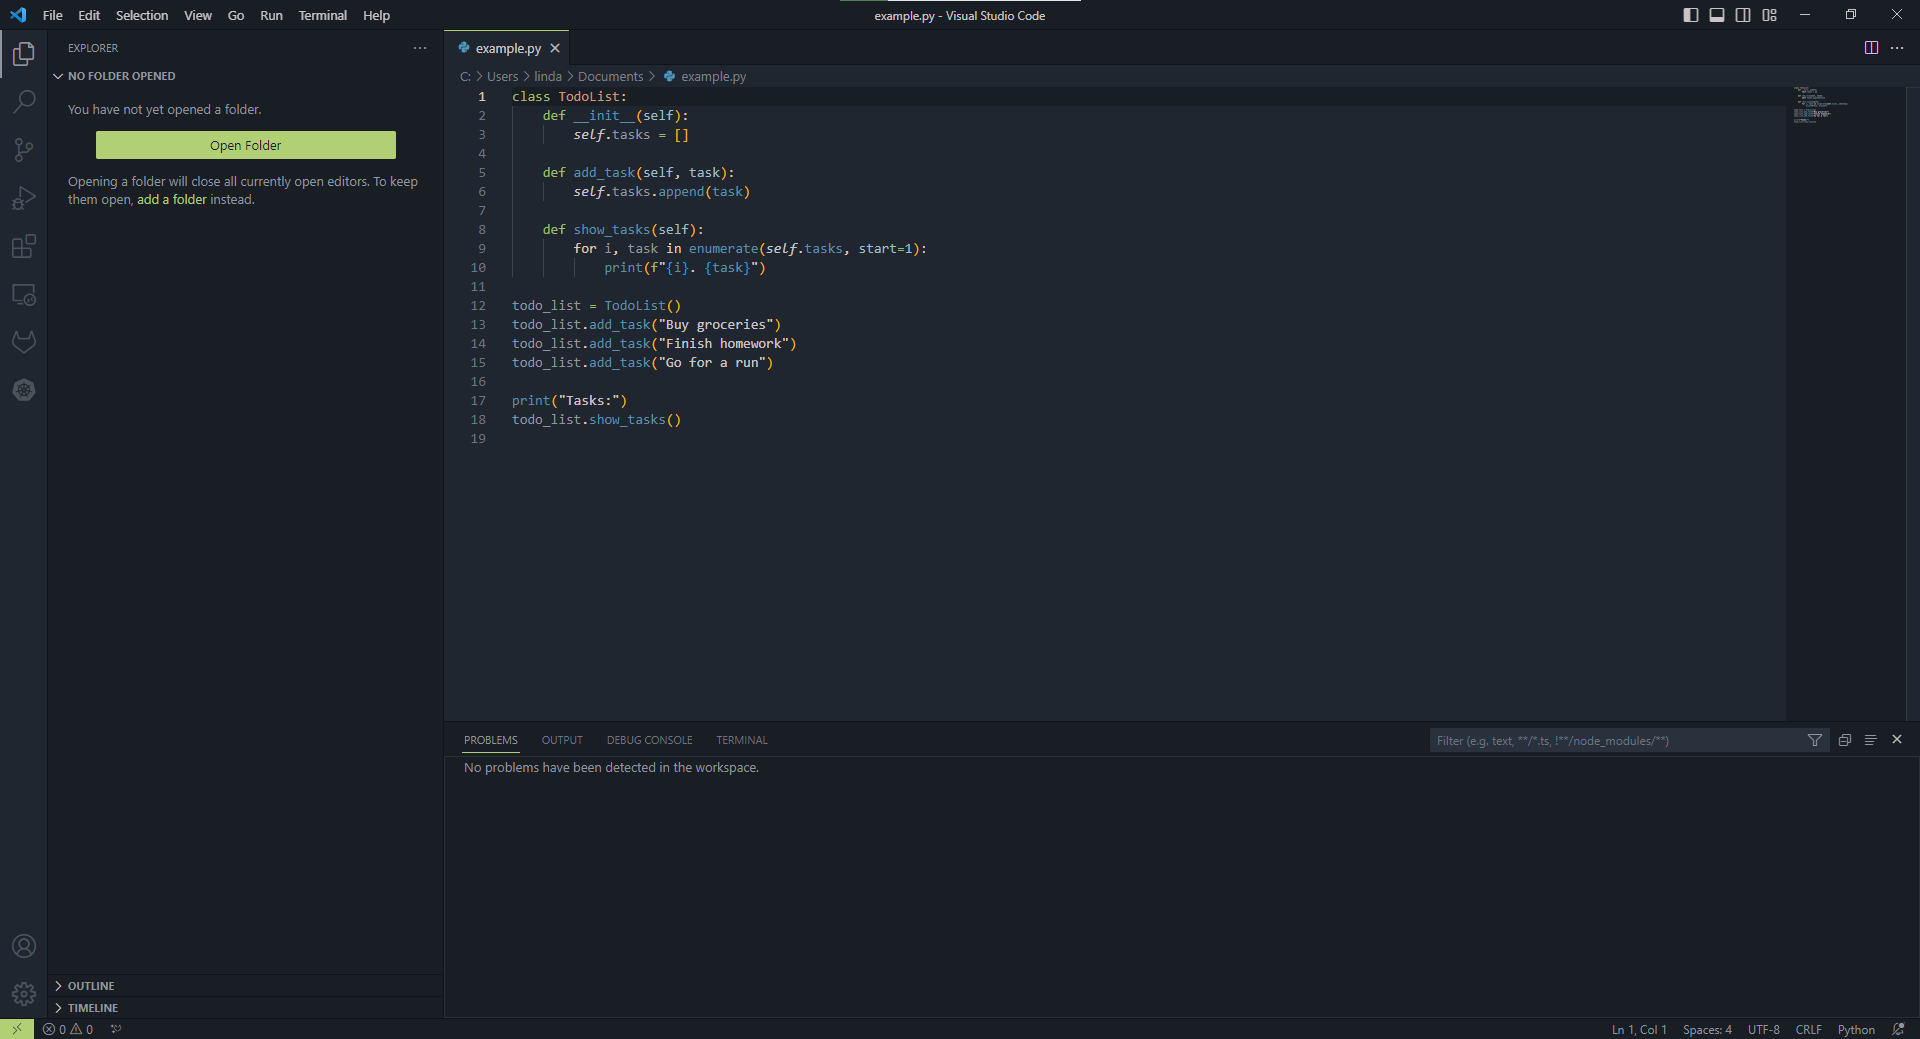 File Edit Selection View Go Run Terminal Help
example.py - Visual Studio Code
EXPLORER
NO FOLDER OPENED
You have not yet opened a folder.
Open Folder
Opening a folder will close all currently open editors. To keep
them open, add a folder instead.
OUTLINE
TIMELINE
example.py
C: > Users > linda > Documents > example.py
1 class TodoList:
2     def __init__(self):
3         self.tasks = []
4
5     def add_task(self, task):
6         self.tasks.append(task)
7
8     def show_tasks(self):
9         for i, task in enumerate(self.tasks, start=1):
10             print(f"{i}. {task}")
11
12 todo_list = TodoList()
13 todo_list.add_task("Buy groceries")
14 todo_list.add_task("Finish homework")
15 todo_list.add_task("Go for a run")
16
17 print("Tasks:")
18 todo_list.show_tasks()
19
PROBLEMS OUTPUT DEBUG CONSOLE TERMINAL
Filter (e.g. text, **/*.ts, !**/node_modules/**)
No problems have been detected in the workspace.
0 0
Ln 1, Col 1 Spaces: 4 UTF-8 CRLF Python